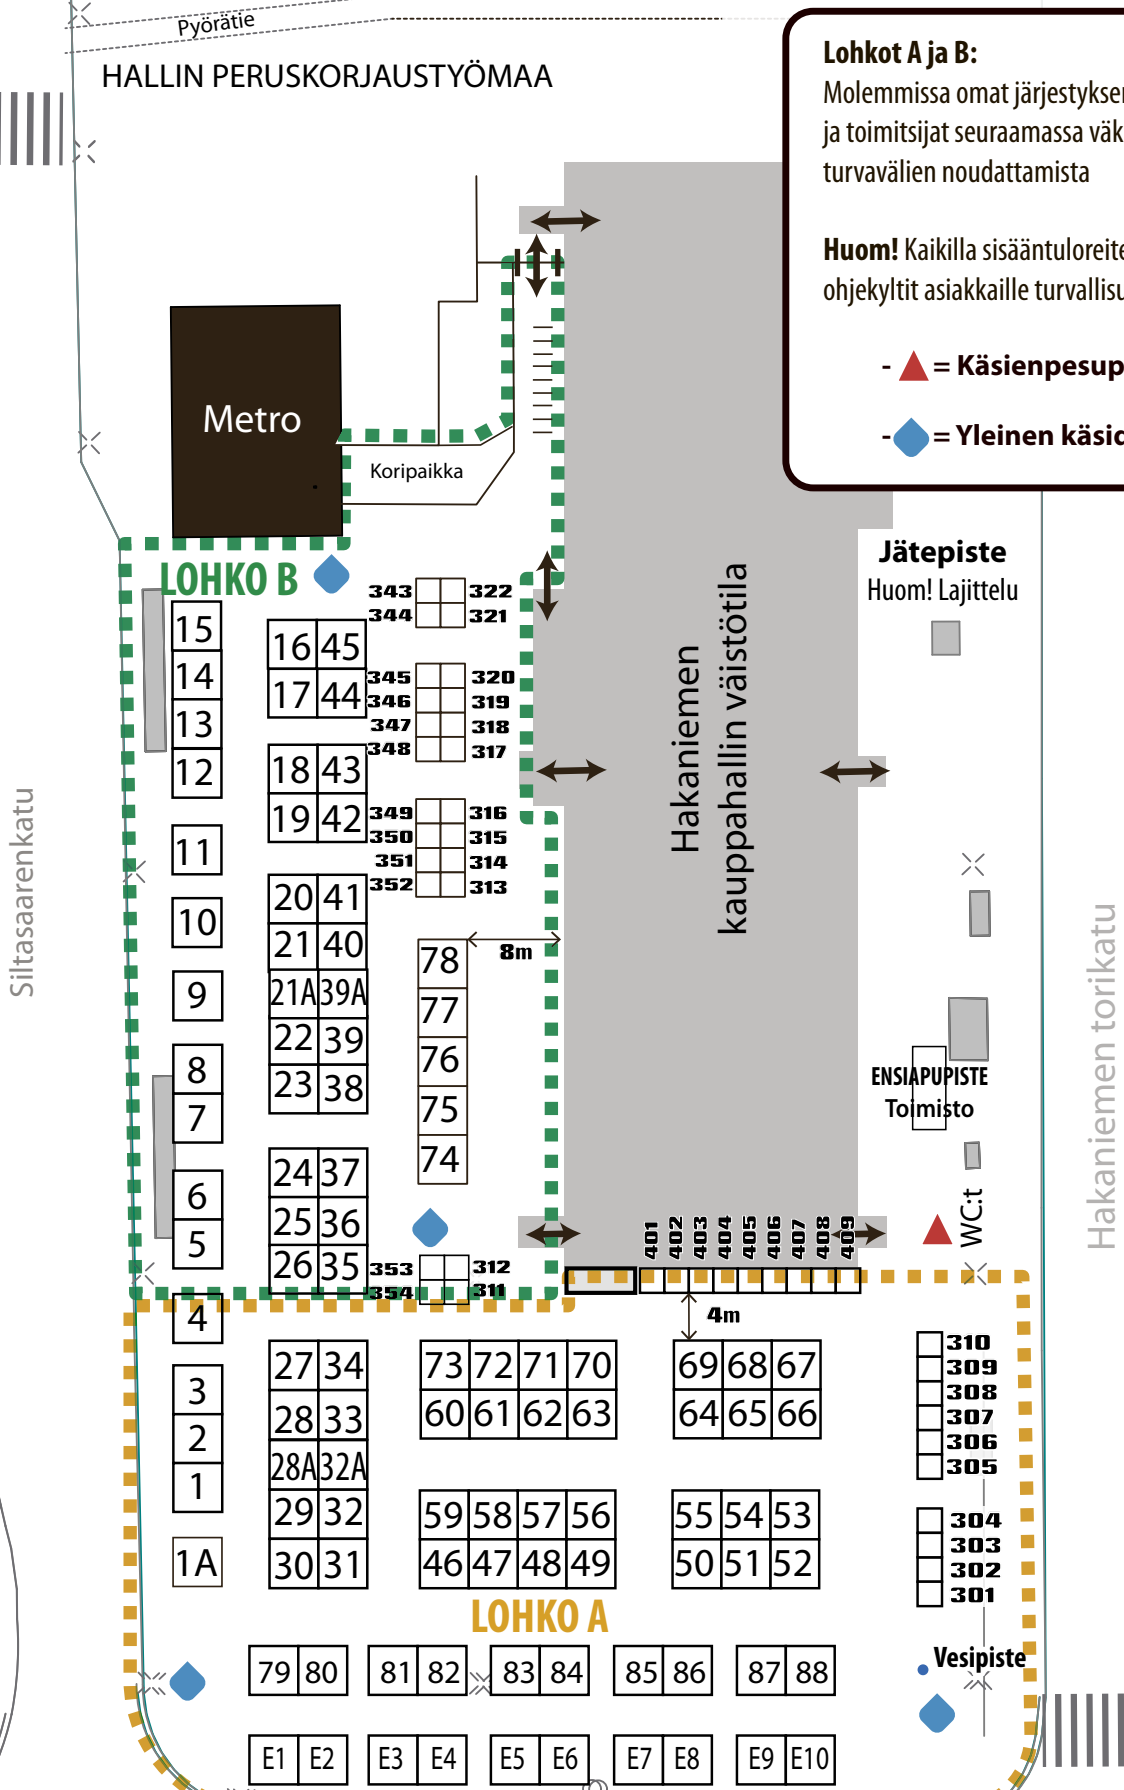 Pyörätie
HALLIN PERUSKORJAUSTYÖMAA
Lohkot A ja B:
Molemmissa omat
ja toimitsijat seuraamassa
turvavälien noudattamista
Huom! Kaikilla
ohjekyltit asiakkaille
-
=
- = Yleinen
Metro
Koripaikka
LOHKO B
Jätepiste
Huom! Lajittelu
Hakaniemen
kauppahallin väistötila
Siltasaarenkatu
Hakaniemen torikatu
343 322
344 321
345 320
346 319
347 318
348 317
349 316
350 315
351 314
352 313
15
14
13
12
11
10
9
8
7
6
5
4
3
2
1
1A
16 45
17 44
18 43
19 42
20 41
21 40
21A 39A
22 39
23 38
24 37
25 36
26 35
27 34
28 33
28A 32A
29 32
30 31
78
77
76
75
74
8m
353 312
354 311
ENSIAPUPISTE
Toimisto
WC:t
401 402 403 404 405 406 407 408 409
4m
73 72 71 70
60 61 62 63
69 68 67
64 65 66
59 58 57 56
46 47 48 49
55 54 53
50 51 52
310
309
308
307
306
305
304
303
302
301
LOHKO A
Vesipiste
79 80 81 82 83 84 85 86 87 88
E1 E2 E3 E4 E5 E6 E7 E8 E9 E10